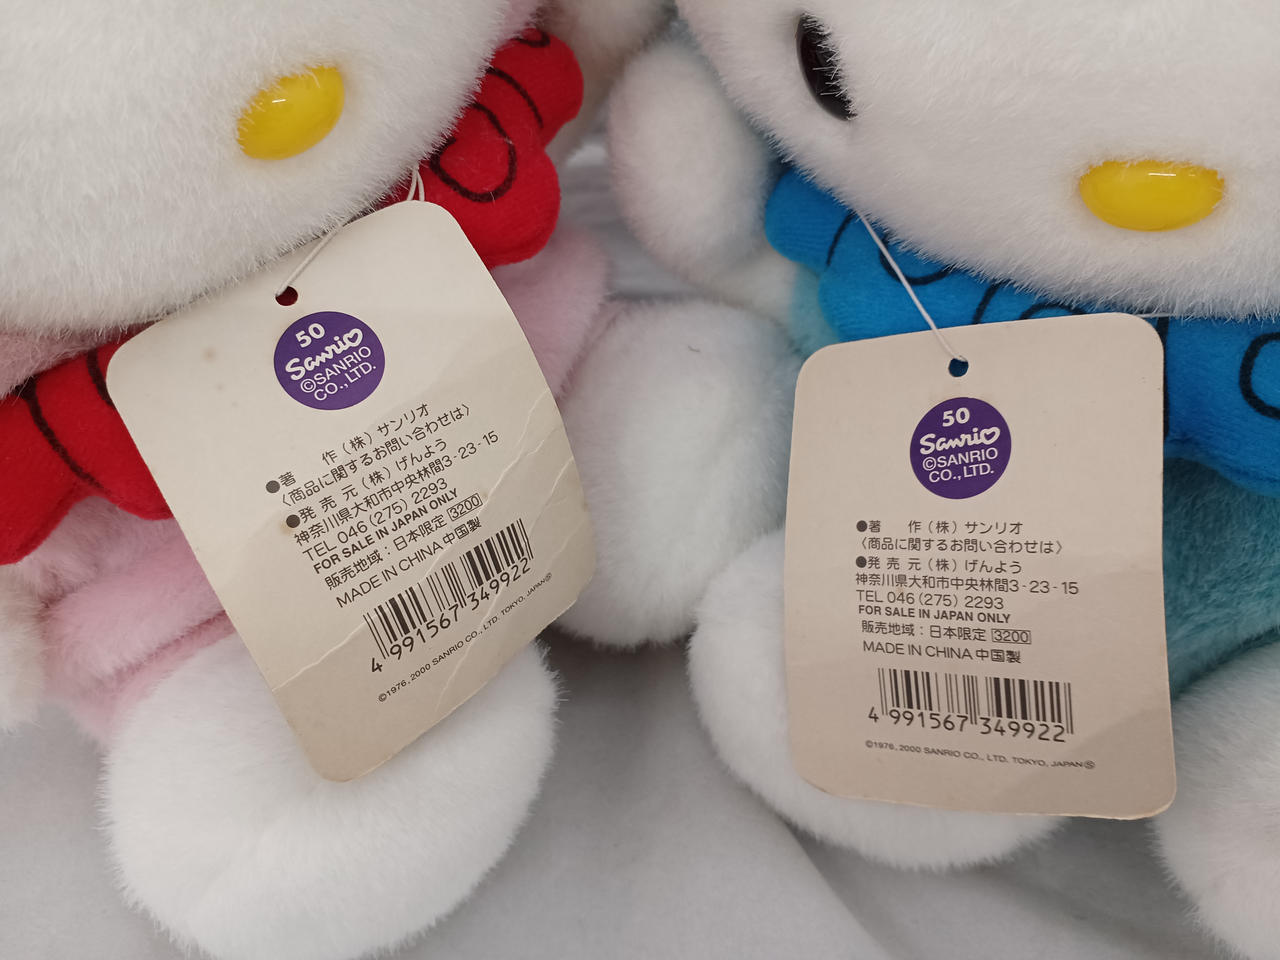 50
Sanrio
©SANRIO
CO., LTD.
●著 作（株）サンリオ
〈商品に関するお問い合わせは〉
●発 売 元（株）げんよう
神奈川県大和市中央林間3-23-15
TEL 046(275)2293
FOR SALE IN JAPAN ONLY
販売地域：日本限定 3200
MADE IN CHINA 中国製
4 991567 349922
©1976, 2000 SANRIO CO., LTD. TOKYO, JAPAN Ⓢ
50
Sanrio
©SANRIO
CO., LTD.
●著 作（株）サンリオ
〈商品に関するお問い合わせは〉
●発 売 元（株）げんよう
神奈川県大和市中央林間3-23-15
TEL 046(275)2293
FOR SALE IN JAPAN ONLY
販売地域：日本限定 3200
MADE IN CHINA 中国製
4 991567 349922
©1976, 2000 SANRIO CO., LTD. TOKYO, JAPAN Ⓢ